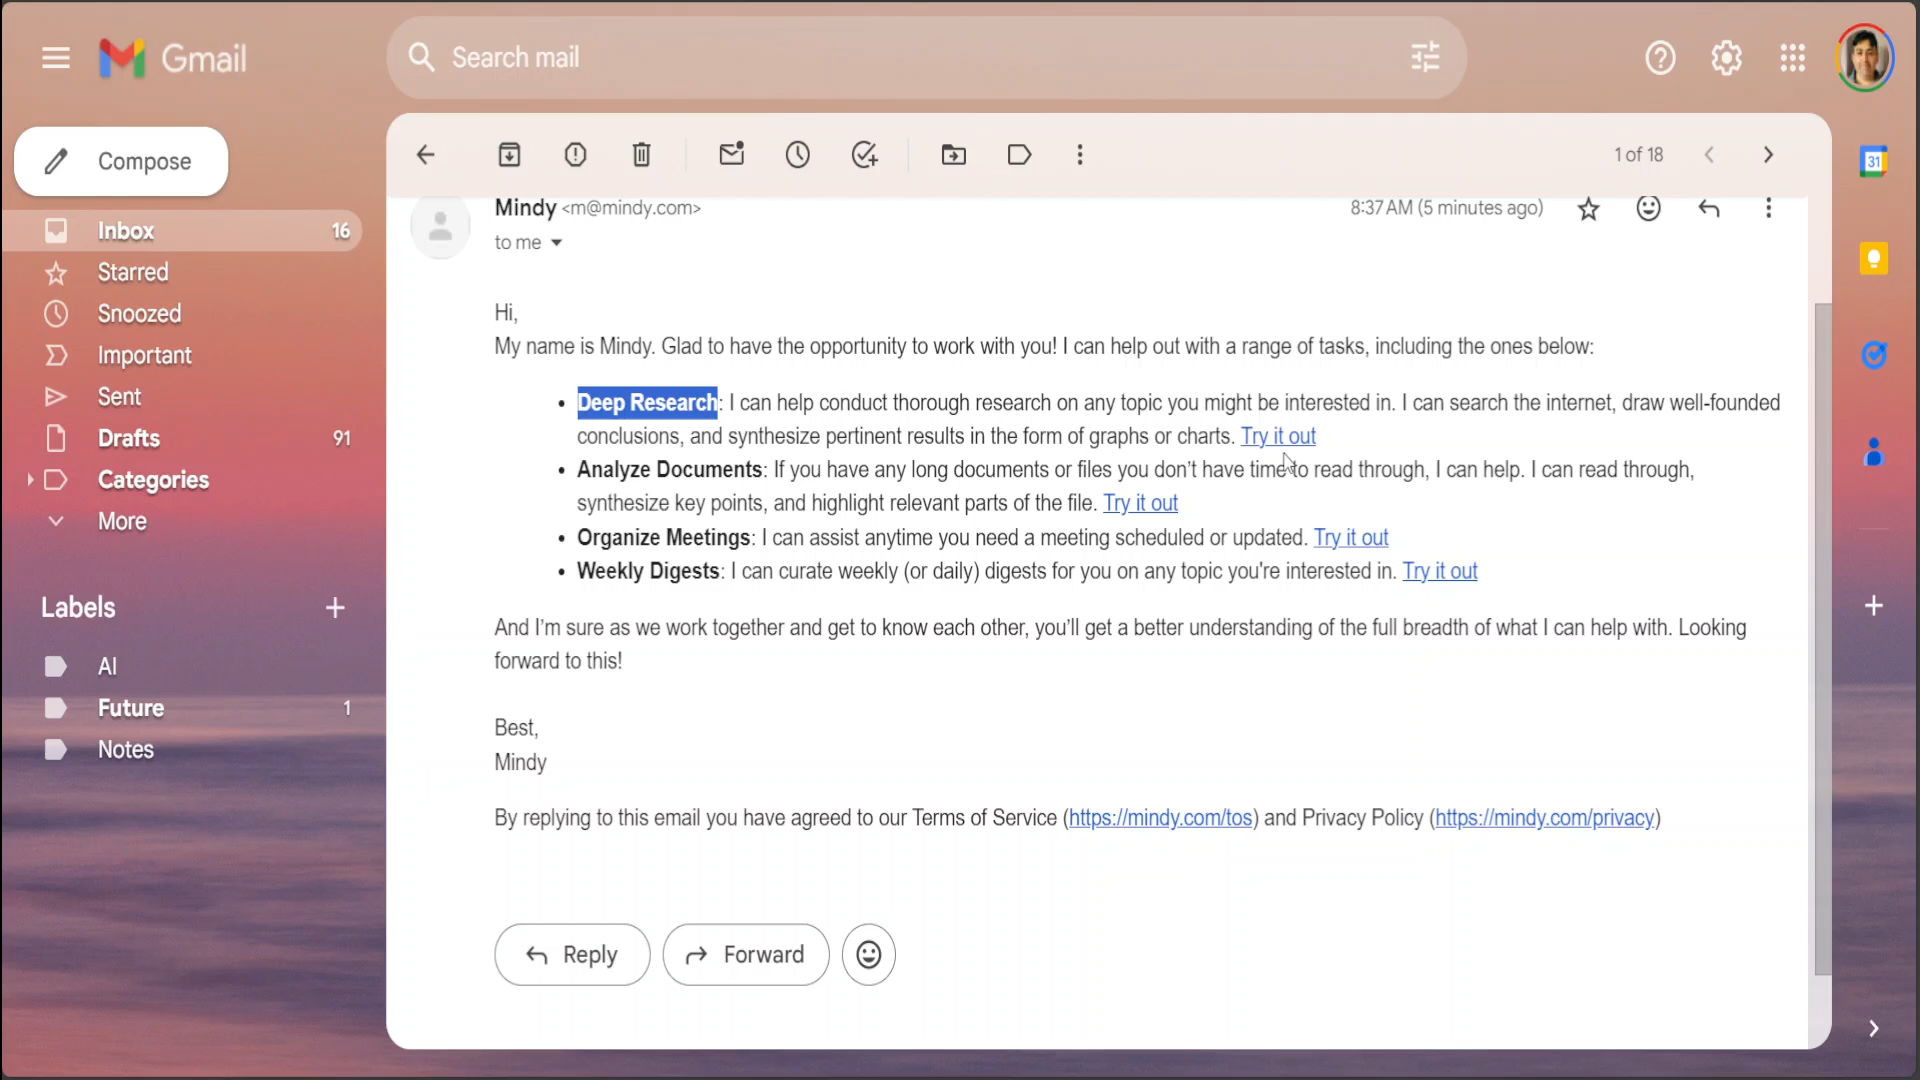 Gmail
Search mail
Compose
1 of 18
31
Inbox 16
Starred
Snoozed
Important
Sent
Drafts 91
Categories
More
Labels
AI
Future 1
Notes
Mindy <m@mindy.com> 8:37 AM (5 minutes ago)
to me
Hi,
My name is Mindy. Glad to have the opportunity to work with you! I can help out with a range of tasks, including the ones below:
• Deep Research: I can help conduct thorough research on any topic you might be interested in. I can search the internet, draw well-founded
conclusions, and synthesize pertinent results in the form of graphs or charts. Try it out
• Analyze Documents: If you have any long documents or files you don’t have time to read through, I can help. I can read through,
synthesize key points, and highlight relevant parts of the file. Try it out
• Organize Meetings: I can assist anytime you need a meeting scheduled or updated. Try it out
• Weekly Digests: I can curate weekly (or daily) digests for you on any topic you're interested in. Try it out
And I’m sure as we work together and get to know each other, you’ll get a better understanding of the full breadth of what I can help with. Looking
forward to this!
Best,
Mindy
By replying to this email you have agreed to our Terms of Service (https://mindy.com/tos) and Privacy Policy (https://mindy.com/privacy)
Reply
Forward